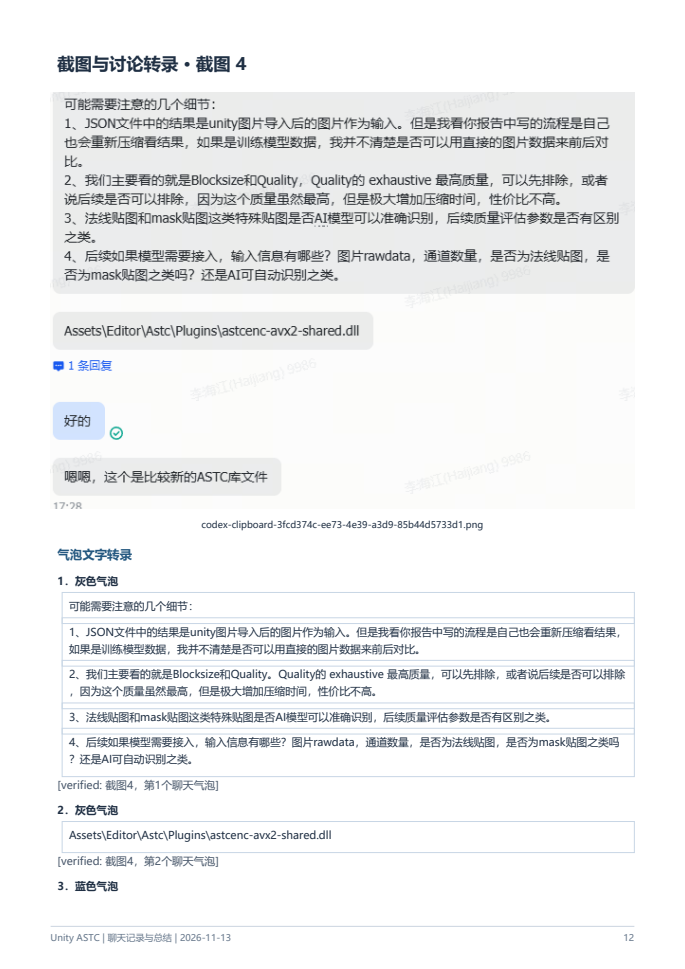 截图与讨论转录 • 截图 4
可能需要注意的几个细节：
1、JSON文件中的结果是unity图片导入后的图片作为输入。但是我看你报告中写的流程是自己
也会重新压缩看结果，如果是训练模型数据，我并不清楚是否可以用直接的图片数据来前后对
比。
2、我们主要看的就是Blocksize和Quality，Quality的 exhaustive 最高质量，可以先排除，或者
说后续是否可以排除，因为这个质量虽然最高，但是极大增加压缩时间，性价比不高。
3、法线贴图和mask贴图这类特殊贴图是否AI模型可以准确识别，后续质量评估参数是否有区别
之类。
4、后续如果模型需要接入，输入信息有哪些？图片rawdata，通道数量，是否为法线贴图，是
否为mask贴图之类吗？还是AI可自动识别之类。
李海江(Haijiang) 9986
Assets\Editor\Astc\Plugins\astcenc-avx2-shared.dll
1 条回复
李海江(Haijiang) 9986
好的
李海江(Haijiang) 9986
嗯嗯，这个是比较新的ASTC库文件
17:28
codex-clipboard-3fcd374c-ee73-4e39-a3d9-85b44d5733d1.png
气泡文字转录
1. 灰色气泡
可能需要注意的几个细节：
1、JSON文件中的结果是unity图片导入后的图片作为输入。但是我看你报告中写的流程是自己也会重新压缩看结果，
如果是训练模型数据，我并不清楚是否可以用直接的图片数据来前后对比。
2、我们主要看的就是Blocksize和Quality。Quality的 exhaustive 最高质量，可以先排除，或者说后续是否可以排除
，因为这个质量虽然最高，但是极大增加压缩时间，性价比不高。
3、法线贴图和mask贴图这类特殊贴图是否AI模型可以准确识别，后续质量评估参数是否有区别之类。
4、后续如果模型需要接入，输入信息有哪些？图片rawdata，通道数量，是否为法线贴图，是否为mask贴图之类吗
？还是AI可自动识别之类。
[verified: 截图4，第1个聊天气泡]
2. 灰色气泡
Assets\Editor\Astc\Plugins\astcenc-avx2-shared.dll
[verified: 截图4，第2个聊天气泡]
3. 蓝色气泡
Unity ASTC | 聊天记录与总结 | 2026-11-13
12